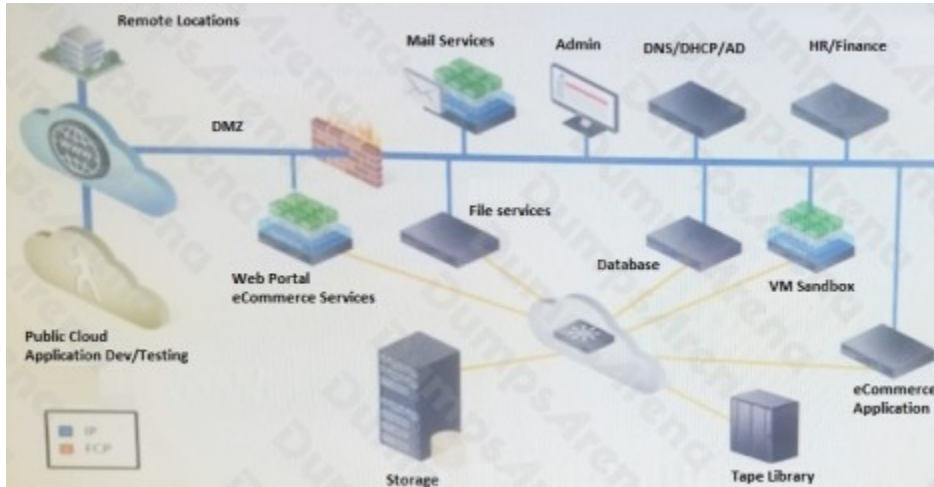 Remote Locations
Mail Services
Admin
DNS/DHCP/AD
HR/Finance
DMZ
File services
Database
VM Sandbox
Web Portal
eCommerce Services
Public Cloud
Application Dev/Testing
eCommerce
Application
IP
FCP
Storage
Tape Library
DumpsArena